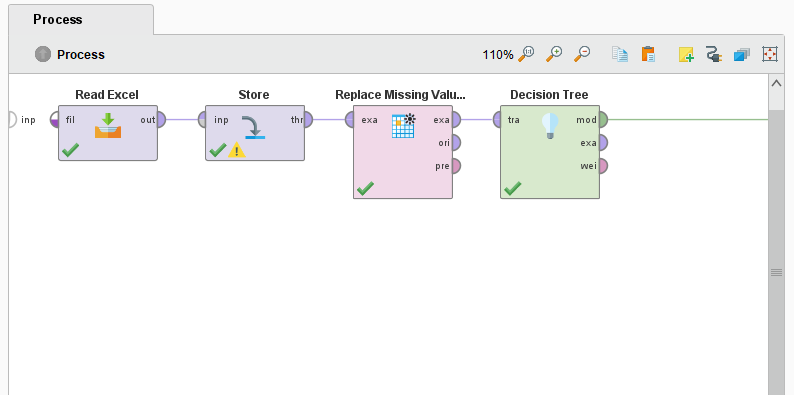 Process
Process
110%
Read Excel
Store
Replace Missing Valu...
Decision Tree
inp
fil
out
inp
thr
exa
exa
ori
pre
tra
mod
exa
wei